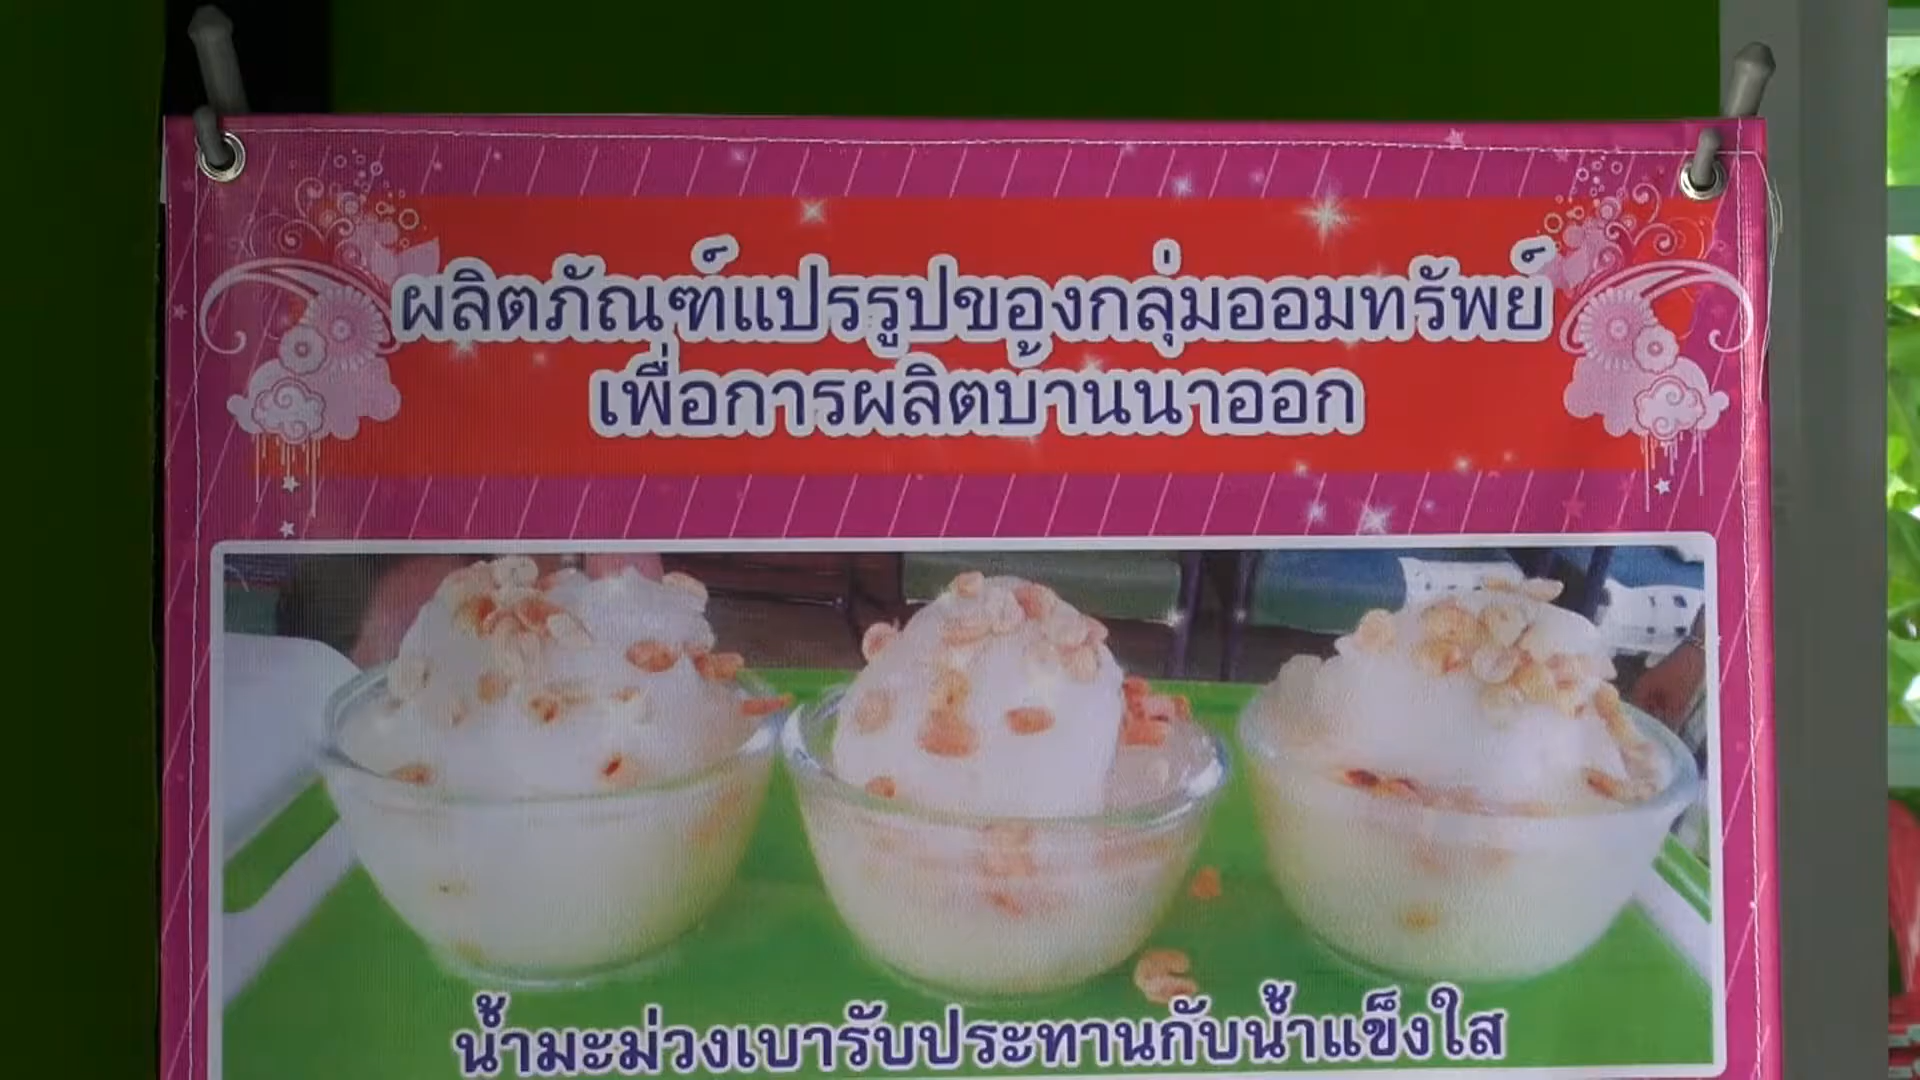 ผลิตภัณฑ์แปรรูปของกลุ่มออมทรัพย์
เพื่อการผลิตบ้านนาออก
น้ำมะม่วงเบารับประทานกับน้ำแข็งใส